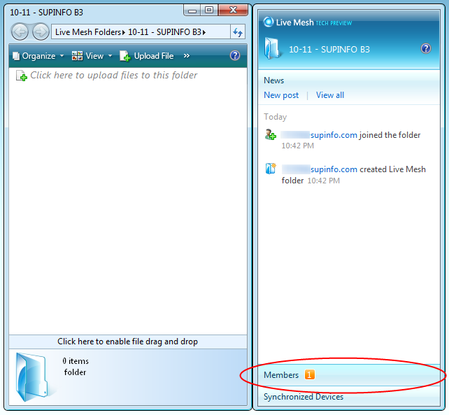 10-11 - SUPINFO B3
Live Mesh Folders 10-11 - SUPINFO B3
Organize View Upload File »
Click here to upload files to this folder
Click here to enable file drag and drop
0 items
folder
Live Mesh TECH PREVIEW
10-11 - SUPINFO B3
News
New post | View all
Today
supinfo.com joined the folder
10:42 PM
supinfo.com created Live Mesh
folder 10:42 PM
Members 1
Synchronized Devices